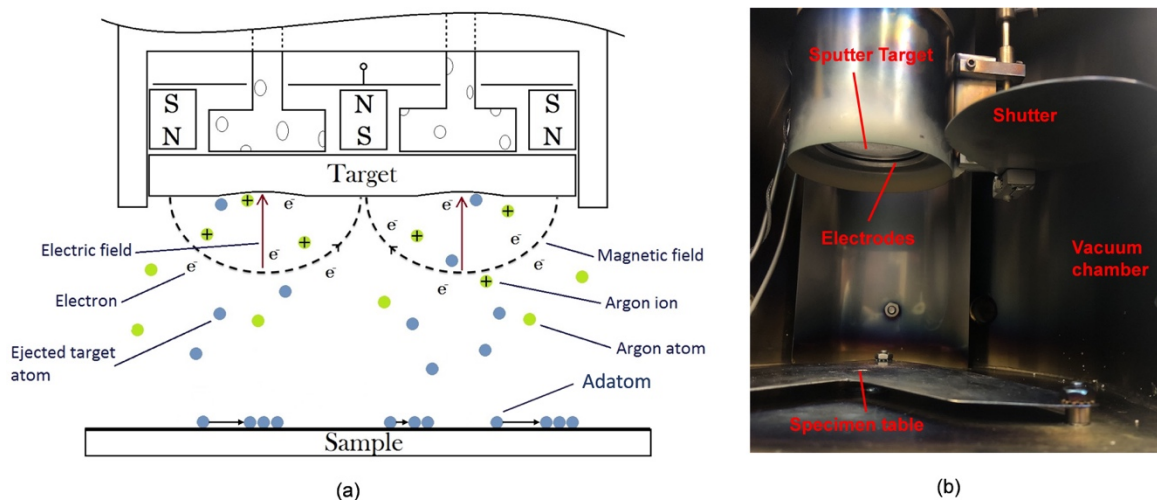 S
N
N
S
S
N
Target
e⁻
e⁻
e⁻
e⁻
e⁻
e⁻
e⁻
e⁻
e⁻
e⁻
+
+
+
+
+
Electric field
Magnetic field
Electron
Argon ion
Ejected target
atom
Argon atom
Adatom
Sample
(a)
Sputter Target
Shutter
Electrodes
Vacuum
chamber
Specimen table
(b)